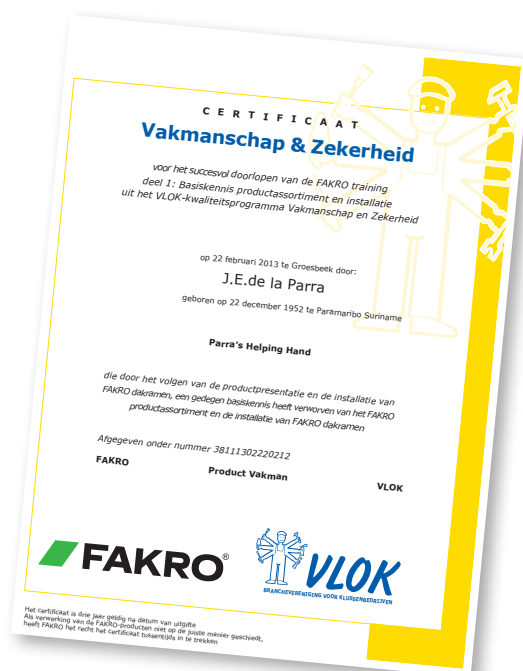 CERTIFICAAT
Vakmanschap & Zekerheid
voor het succesvol doorlopen van de FAKRO training
deel 1: Basiskennis productassortiment en installatie
uit het VLOK-kwaliteitsprogramma Vakmanschap en Zekerheid
op 22 februari 2013 te Groesbeek door:
J.E.de la Parra
geboren op 22 december 1952 te Paramaribo Suriname
Parra's Helping Hand
die door het volgen van de productpresentatie en de installatie van
FAKRO dakramen, een gedegen basiskennis heeft verworven van het FAKRO
productassortiment en de installatie van FAKRO dakramen
Afgegeven onder nummer 38111302220212
FAKRO Product Vakman VLOK
FAKRO®
VLOK
BRANCHEVERENIGING VOOR KLUSSENBEDRIJVEN
Het certificaat is drie jaar geldig na datum van uitgifte
Als verwerking van de FAKRO-producten niet op de juiste manier geschiedt,
heeft FAKRO het recht het certificaat tussentijds in te trekken